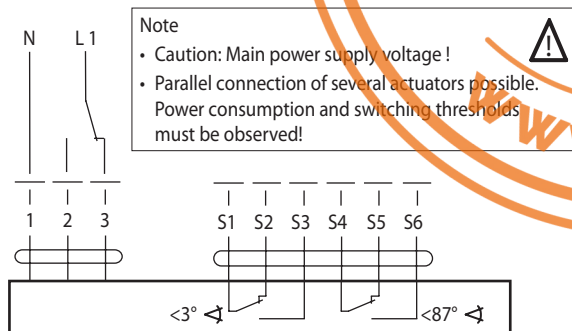 Note
• Caution: Main power supply voltage !
• Parallel connection of several actuators possible.
Power consumption and switching thresholds
must be observed!
N L 1
1 2 3 S1 S2 S3 S4 S5 S6
<3° <87°
ww